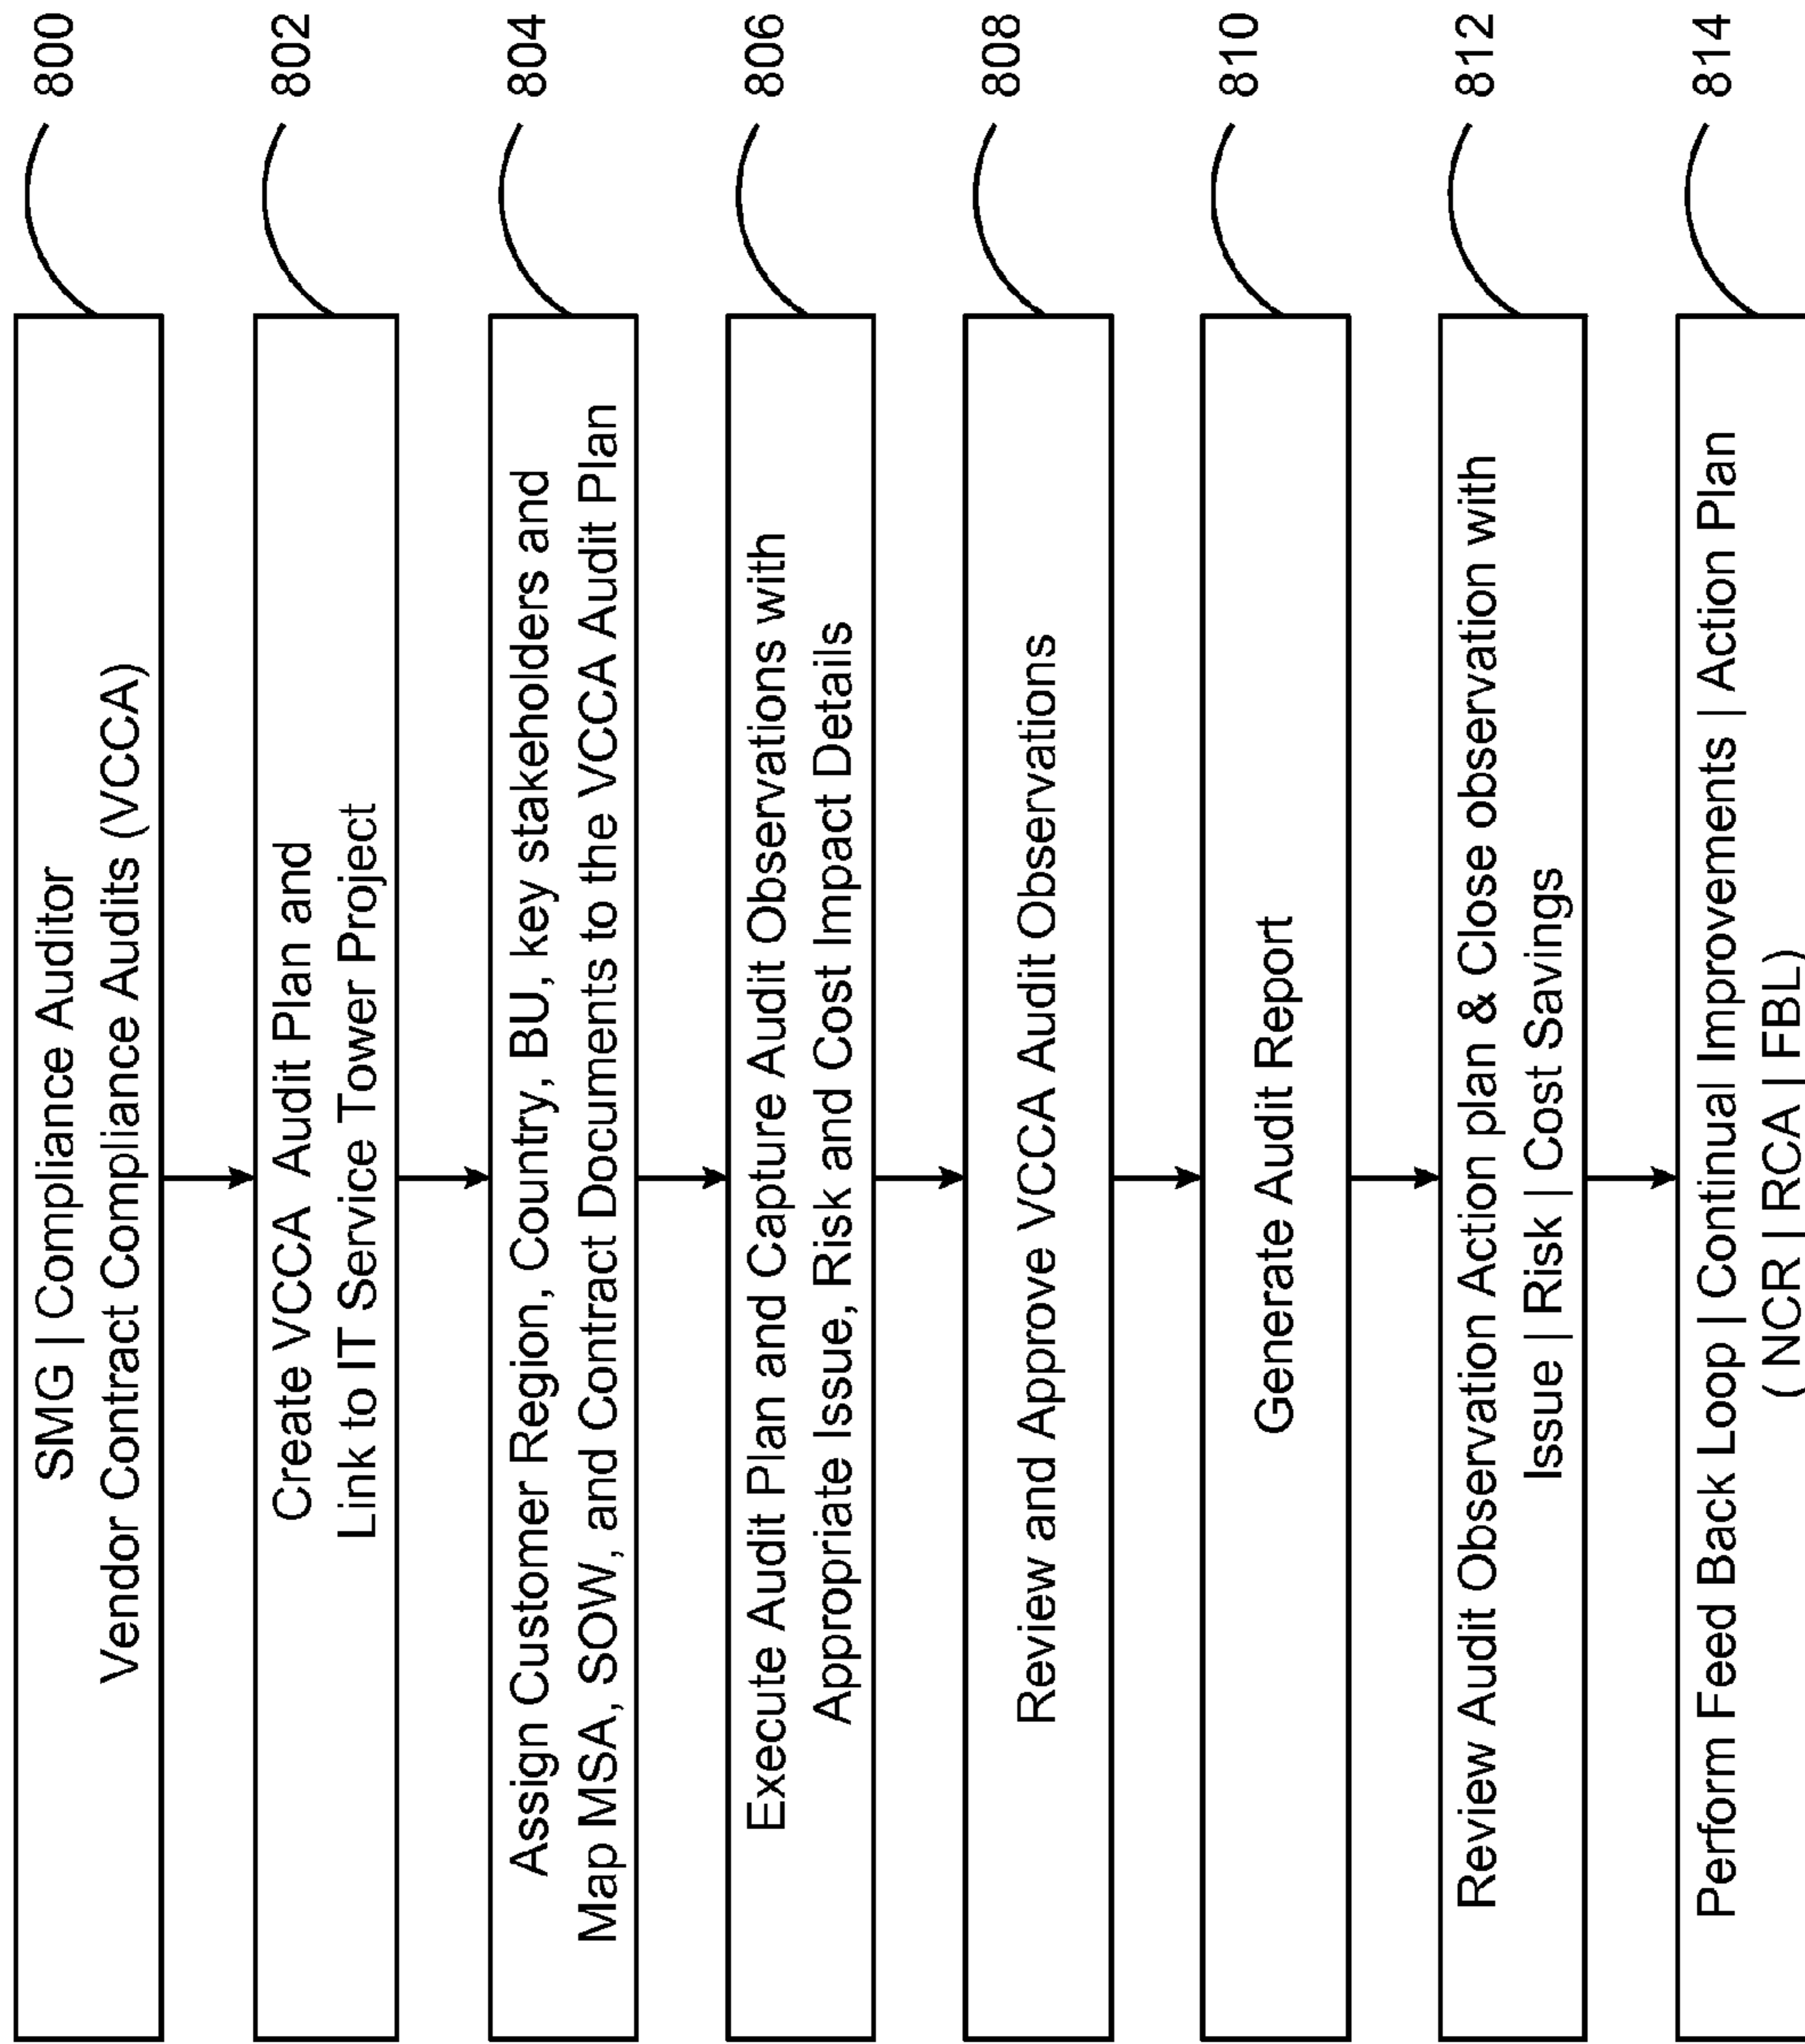 SMG | Compliance Auditor
Vendor Contract Compliance Audits (VCCA)
800
Create VCCA Audit Plan and
Link to IT Service Tower Project
802
Assign Customer Region, Country, BU, key stakeholders and
Map MSA, SOW, and Contract Documents to the VCCA Audit Plan
804
Execute Audit Plan and Capture Audit Observations with
Appropriate Issue, Risk and Cost Impact Details
806
Review and Approve VCCA Audit Observations
808
Generate Audit Report
810
Review Audit Observation Action plan & Close observation with
Issue | Risk | Cost Savings
812
Perform Feed Back Loop | Continual Improvements | Action Plan
( NCR | RCA | FBL)
814